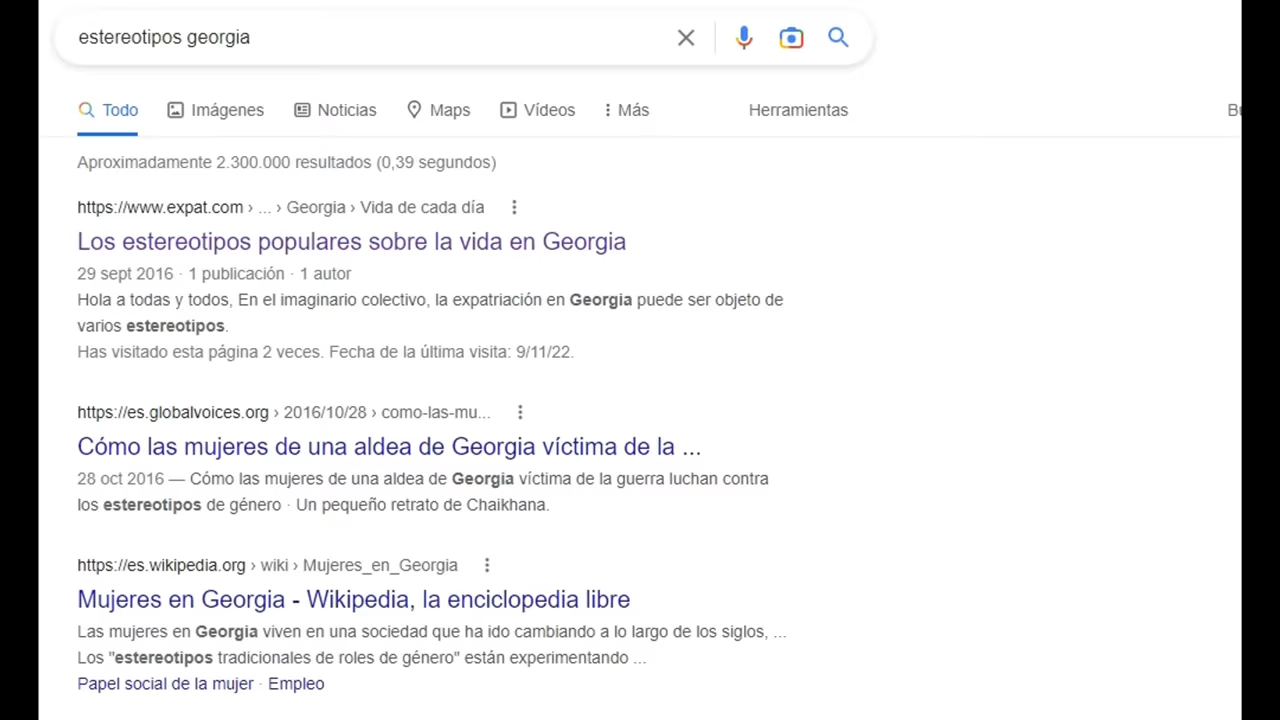 estereotipos georgia
Todo Imágenes Noticias Maps Vídeos Más Herramientas
Aproximadamente 2.300.000 resultados (0,39 segundos)
https://www.expat.com › ... › Georgia › Vida de cada día
Los estereotipos populares sobre la vida en Georgia
29 sept 2016 · 1 publicación · 1 autor
Hola a todas y todos, En el imaginario colectivo, la expatriación en Georgia puede ser objeto de
varios estereotipos.
Has visitado esta página 2 veces. Fecha de la última visita: 9/11/22.
https://es.globalvoices.org › 2016/10/28 › como-las-mu...
Cómo las mujeres de una aldea de Georgia víctima de la ...
28 oct 2016 — Cómo las mujeres de una aldea de Georgia víctima de la guerra luchan contra
los estereotipos de género · Un pequeño retrato de Chaikhana.
https://es.wikipedia.org › wiki › Mujeres_en_Georgia
Mujeres en Georgia - Wikipedia, la enciclopedia libre
Las mujeres en Georgia viven en una sociedad que ha ido cambiando a lo largo de los siglos, ...
Los "estereotipos tradicionales de roles de género" están experimentando ...
Papel social de la mujer · Empleo